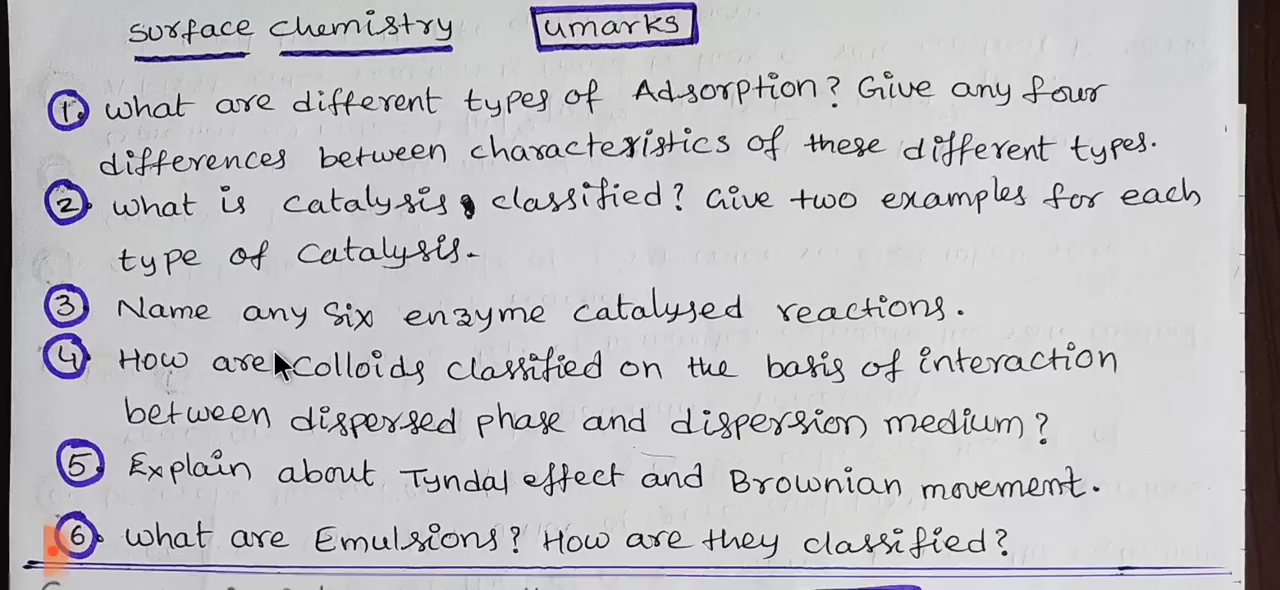 surface chemistry 4marks
1. What are different types of Adsorption? Give any four
differences between characteristics of these different types.
2. What is catalysis, classified? Give two examples for each
type of catalysis.
3 Name any six enzyme catalysed reactions.
4. How are colloids classified on the basis of interaction
between dispersed phase and dispersion medium?
5. Explain about Tyndal effect and Brownian movement.
6. What are Emulsions? How are they classified?